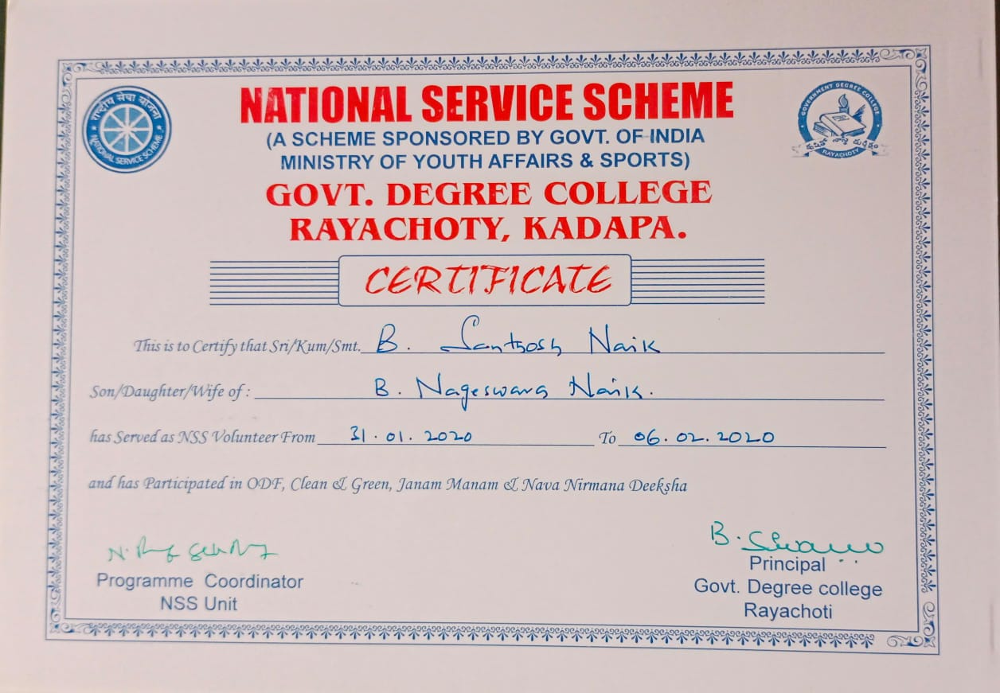 राष्ट्रीय सेवा योजना
NATIONAL SERVICE SCHEME
NATIONAL SERVICE SCHEME
(A SCHEME SPONSORED BY GOVT. OF INDIA
MINISTRY OF YOUTH AFFAIRS & SPORTS)
GOVERNMENT DEGREE COLLEGE
RAYACHOTY
GOVT. DEGREE COLLEGE
RAYACHOTY, KADAPA.
CERTIFICATE
This is to Certify that Sri/Kum/Smt. B. Santhosh Naik
Son/Daughter/Wife of : B. Nageswara Naik.
has Served as NSS Volunteer From 31.01.2020 To 06.02.2020
and has Participated in ODF, Clean & Green, Janam Manam & Nava Nirmana Deeksha
Programme Coordinator
NSS Unit
Principal
Govt. Degree college
Rayachoti